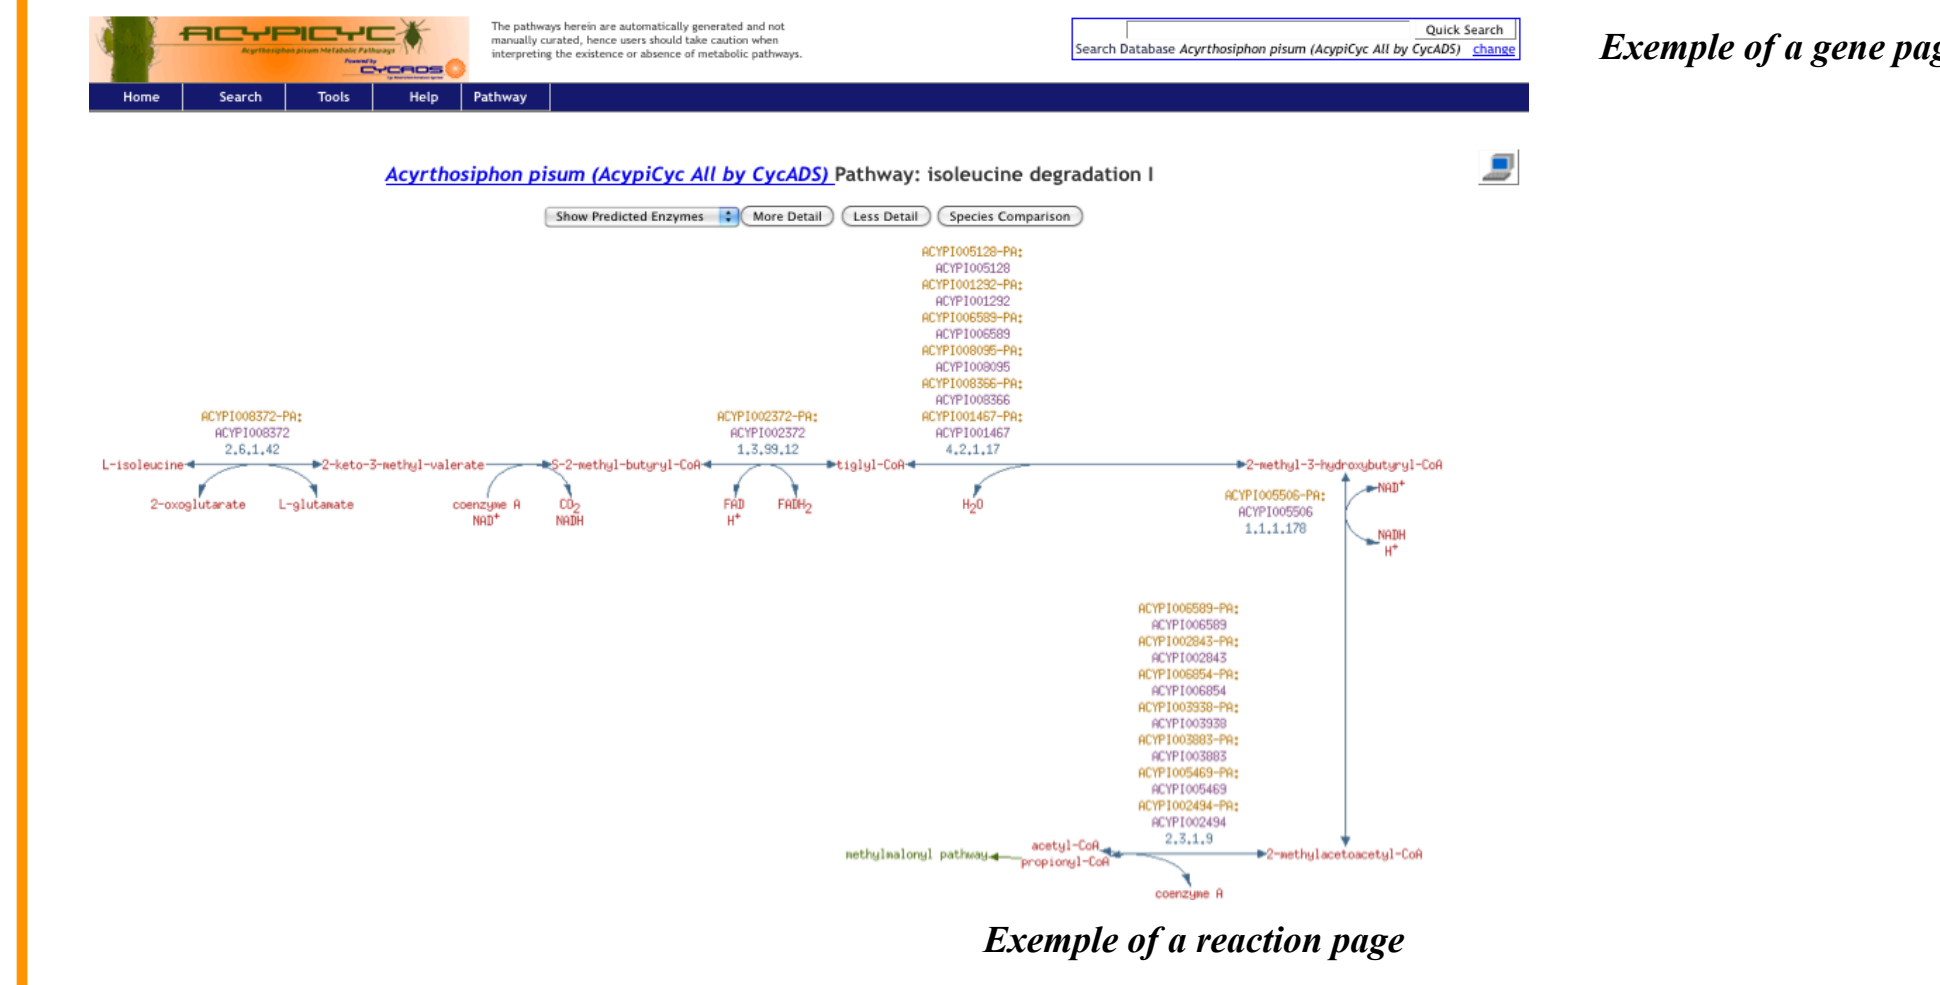 ACYPICYC
Acyrthosiphon pisum Metabolic Pathways
Powered by
CYCADS
The pathways herein are automatically generated and not
manually curated, hence users should take caution when
interpreting the existence or absence of metabolic pathways.
Quick Search
Search Database Acyrthosiphon pisum (AcypiCyc All by CycADS) change
Exemple of a gene pag
Home Search Tools Help Pathway
Acyrthosiphon pisum (AcypiCyc All by CycADS) Pathway: isoleucine degradation I
Show Predicted Enzymes More Detail Less Detail Species Comparison
ACYPI005128-PA:
ACYPI005128
ACYPI001292-PA:
ACYPI001292
ACYPI006589-PA:
ACYPI006589
ACYPI008095-PA:
ACYPI008095
ACYPI008366-PA:
ACYPI008366
ACYPI008372-PA: ACYPI002372-PA: ACYPI001467-PA:
ACYPI008372 ACYPI002372 ACYPI001467
2.6.1.42 1.3.99.12 4.2.1.17
L-isoleucine 2-keto-3-methyl-valerate S-2-methyl-butyryl-CoA tiglyl-CoA 2-methyl-3-hydroxybutyryl-CoA
2-oxoglutarate L-glutamate coenzyme A CO2 FAD FADH2 H2O
NAD+ NADH H+
ACYPI005506-PA: NAD+
ACYPI005506
1.1.1.178
NADH
H+
ACYPI006589-PA:
ACYPI006589
ACYPI002843-PA:
ACYPI002843
ACYPI006854-PA:
ACYPI006854
ACYPI003938-PA:
ACYPI003938
ACYPI003883-PA:
ACYPI003883
ACYPI005469-PA:
ACYPI005469
ACYPI002494-PA:
ACYPI002494
2.3.1.9
methylmalonyl pathway acetyl-CoA 2-methylacetoacetyl-CoA
propionyl-CoA
coenzyme A
Exemple of a reaction page